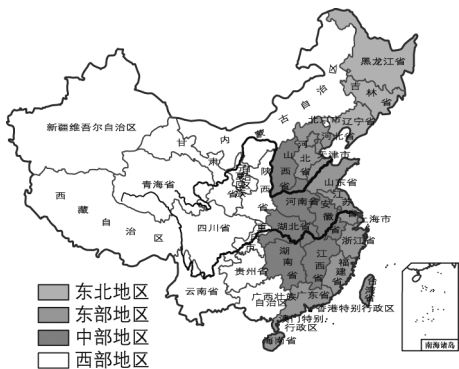 黑龙江省
吉林省
辽宁省
内蒙古自治区
新疆维吾尔自治区
甘肃省
北京市
河北省
天津市
山西省
陕西省
山东省
青海省
河南省
江苏省
安徽省
上海市
西藏自治区
四川省
湖北省
浙江省
湖南省
江西省
福建省
贵州省
云南省
广西壮族
自治区
广东省
台湾省
香港特别行政区
澳门特别
行政区
海南省
南海诸岛
东北地区
东部地区
中部地区
西部地区